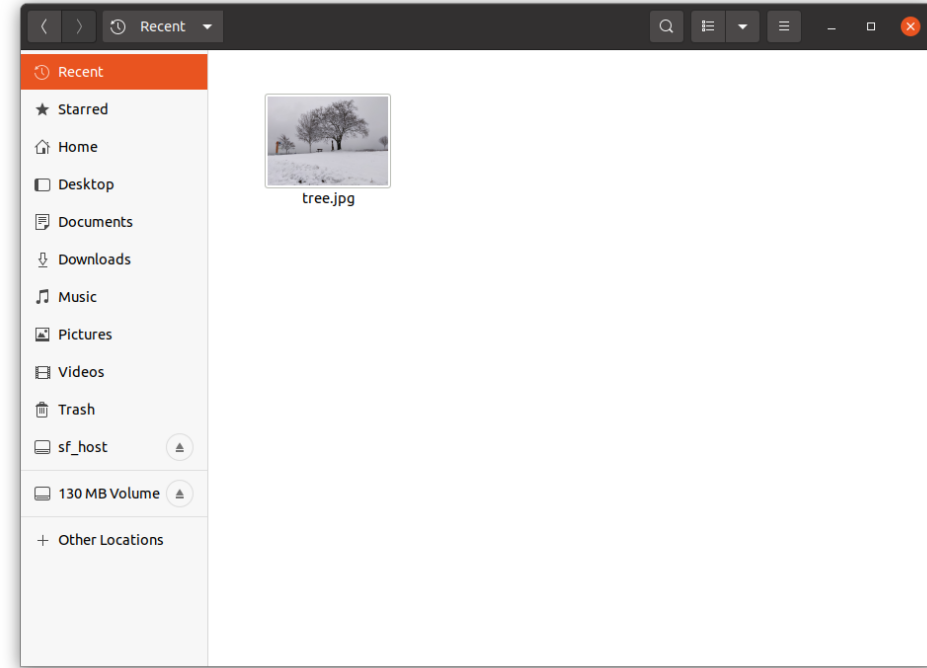 Recent
Recent
Starred
Home
Desktop
Documents
Downloads
Music
Pictures
Videos
Trash
sf_host
130 MB Volume
Other Locations
tree.jpg